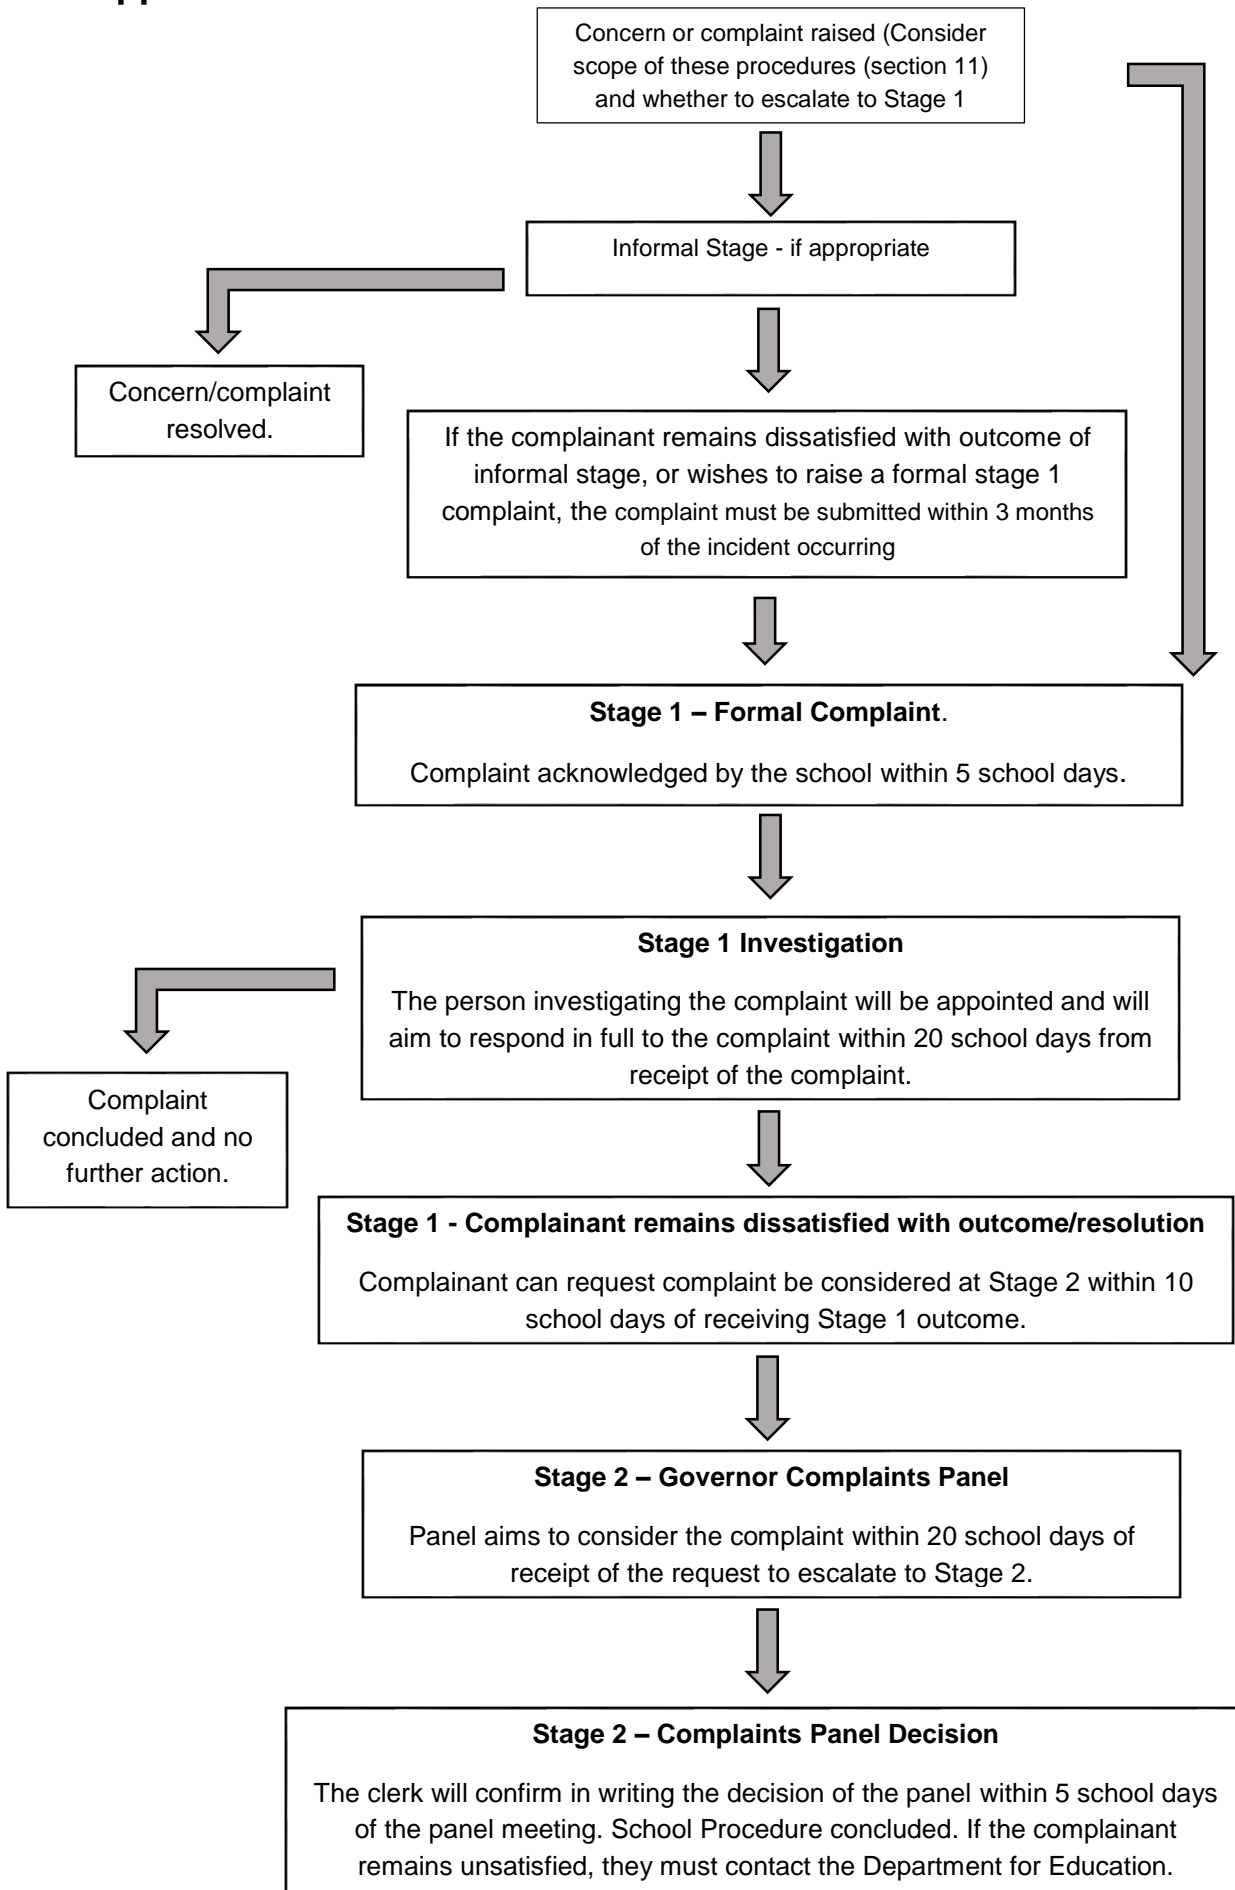 Concern or complaint raised (Consider
scope of these procedures (section 11)
and whether to escalate to Stage 1
Informal Stage - if appropriate
Concern/complaint
resolved.
If the complainant remains dissatisfied with outcome of
informal stage, or wishes to raise a formal stage 1
complaint, the complaint must be submitted within 3 months
of the incident occurring
Stage 1 – Formal Complaint.
Complaint acknowledged by the school within 5 school days.
Stage 1 Investigation
The person investigating the complaint will be appointed and will
aim to respond in full to the complaint within 20 school days from
receipt of the complaint.
Complaint
concluded and no
further action.
Stage 1 - Complainant remains dissatisfied with outcome/resolution
Complainant can request complaint be considered at Stage 2 within 10
school days of receiving Stage 1 outcome.
Stage 2 – Governor Complaints Panel
Panel aims to consider the complaint within 20 school days of
receipt of the request to escalate to Stage 2.
Stage 2 – Complaints Panel Decision
The clerk will confirm in writing the decision of the panel within 5 school days
of the panel meeting. School Procedure concluded. If the complainant
remains unsatisfied, they must contact the Department for Education.